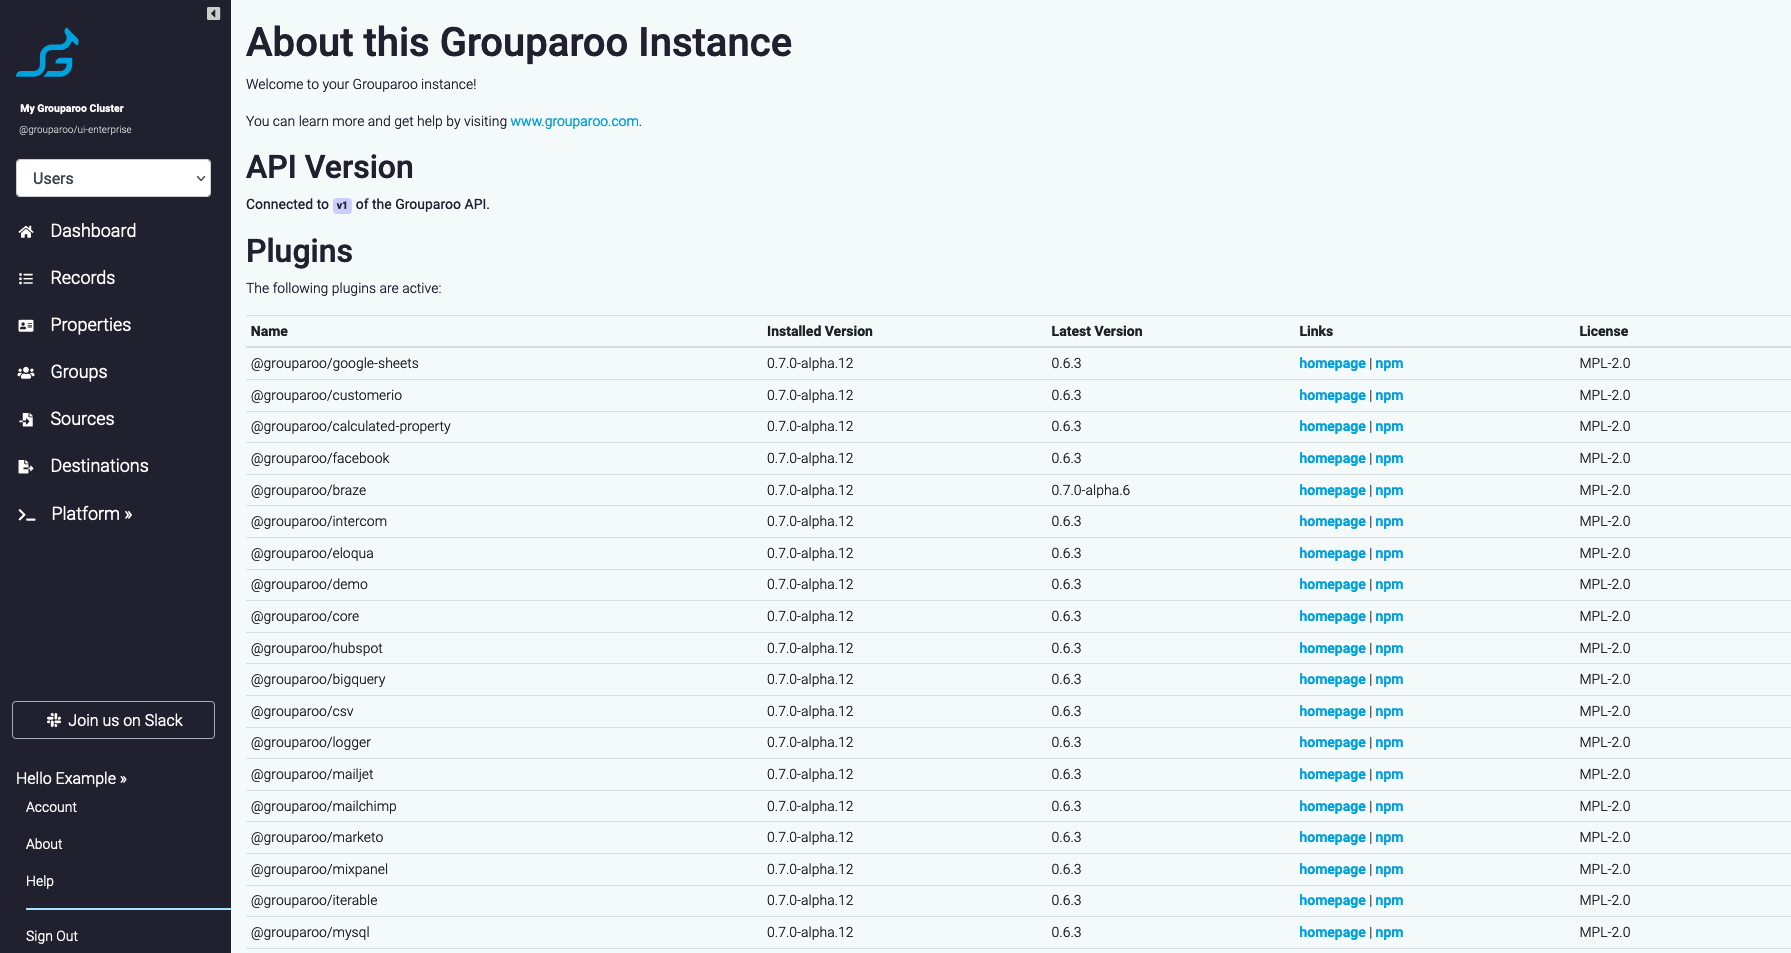 My Grouparoo Cluster
@grouparoo/ui-enterprise
Users
Dashboard
Records
Properties
Groups
Sources
Destinations
Platform »
Join us on Slack
Hello Example »
Account
About
Help
Sign Out
About this Grouparoo Instance
Welcome to your Grouparoo instance!
You can learn more and get help by visiting www.grouparoo.com.
API Version
Connected to v1 of the Grouparoo API.
Plugins
The following plugins are active:
Name Installed Version Latest Version Links License
@grouparoo/google-sheets 0.7.0-alpha.12 0.6.3 homepage | npm MPL-2.0
@grouparoo/customerio 0.7.0-alpha.12 0.6.3 homepage | npm MPL-2.0
@grouparoo/calculated-property 0.7.0-alpha.12 0.6.3 homepage | npm MPL-2.0
@grouparoo/facebook 0.7.0-alpha.12 0.6.3 homepage | npm MPL-2.0
@grouparoo/braze 0.7.0-alpha.12 0.7.0-alpha.6 homepage | npm MPL-2.0
@grouparoo/intercom 0.7.0-alpha.12 0.6.3 homepage | npm MPL-2.0
@grouparoo/eloqua 0.7.0-alpha.12 0.6.3 homepage | npm MPL-2.0
@grouparoo/demo 0.7.0-alpha.12 0.6.3 homepage | npm MPL-2.0
@grouparoo/core 0.7.0-alpha.12 0.6.3 homepage | npm MPL-2.0
@grouparoo/hubspot 0.7.0-alpha.12 0.6.3 homepage | npm MPL-2.0
@grouparoo/bigquery 0.7.0-alpha.12 0.6.3 homepage | npm MPL-2.0
@grouparoo/csv 0.7.0-alpha.12 0.6.3 homepage | npm MPL-2.0
@grouparoo/logger 0.7.0-alpha.12 0.6.3 homepage | npm MPL-2.0
@grouparoo/mailjet 0.7.0-alpha.12 0.6.3 homepage | npm MPL-2.0
@grouparoo/mailchimp 0.7.0-alpha.12 0.6.3 homepage | npm MPL-2.0
@grouparoo/marketo 0.7.0-alpha.12 0.6.3 homepage | npm MPL-2.0
@grouparoo/mixpanel 0.7.0-alpha.12 0.6.3 homepage | npm MPL-2.0
@grouparoo/iterable 0.7.0-alpha.12 0.6.3 homepage | npm MPL-2.0
@grouparoo/mysql 0.7.0-alpha.12 0.6.3 homepage | npm MPL-2.0